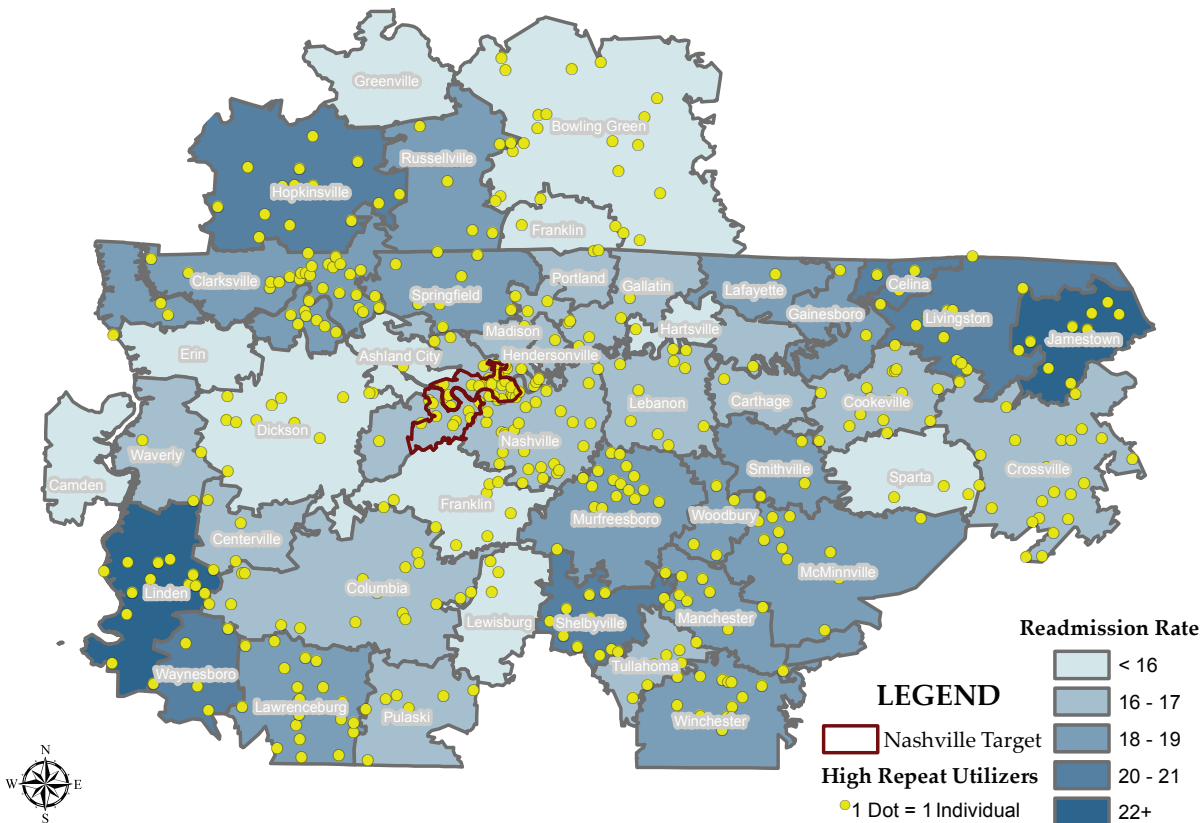 Greenville
Bowling Green
Russellville
Hopkinsville
Franklin
Portland
Gallatin
Clarksville
Springfield
Lafayette
Celina
Gainesboro
Livingston
Madison
Hartsville
Jamestown
Erin
Ashland City
Hendersonville
Carthage
Cookeville
Lebanon
Dickson
Nashville
Waverly
Smithville
Crossville
Sparta
Camden
Franklin
Murfreesboro
Woodbury
Centerville
McMinnville
Columbia
Linden
Lewisburg
Shelbyville
Manchester
Tullahoma
Waynesboro
Lawrenceburg
Pulaski
Winchester
N
W E
S
LEGEND
Nashville Target
High Repeat Utilizers
1 Dot = 1 Individual
Readmission Rate
< 16
16 - 17
18 - 19
20 - 21
22+